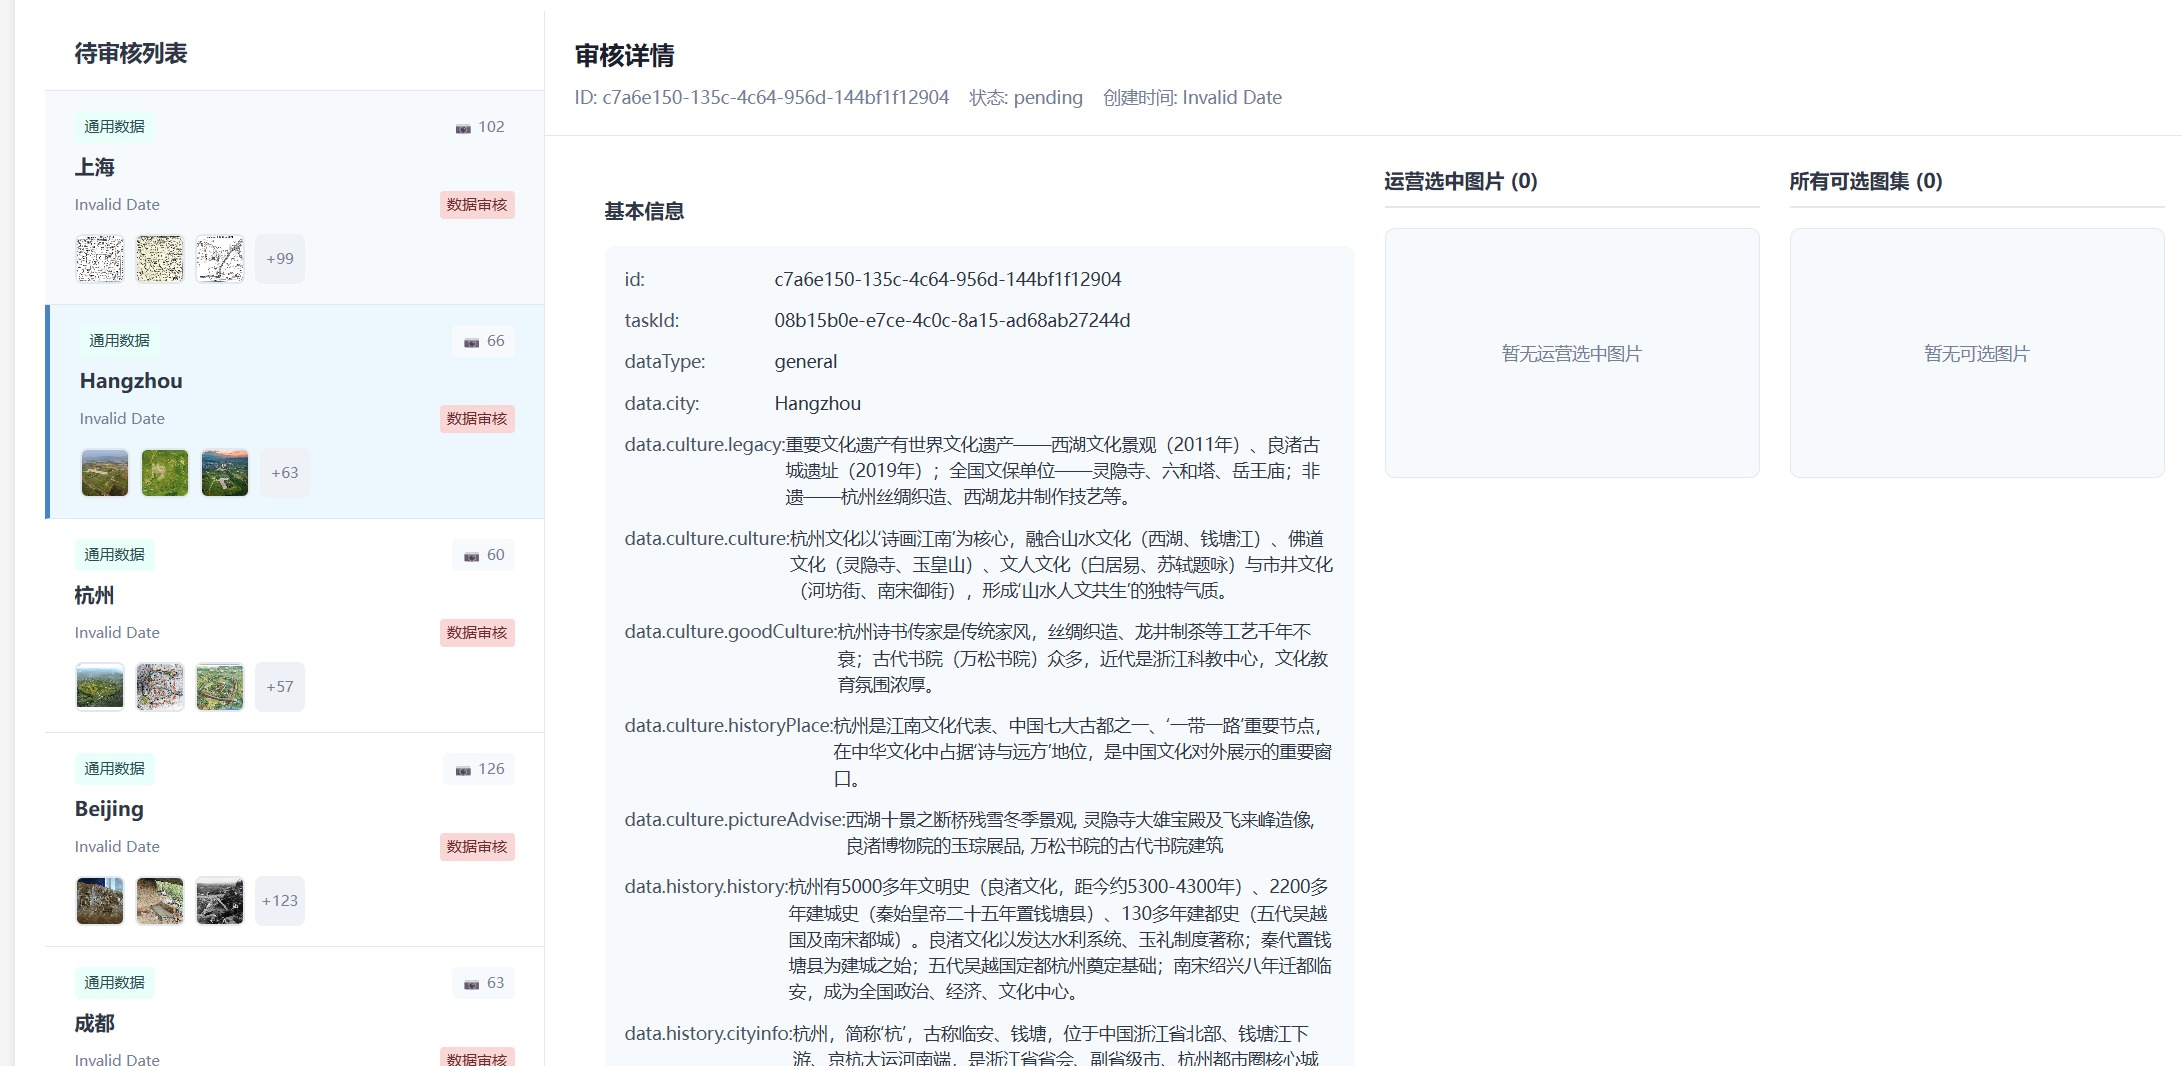 待审核列表
通用数据
102
上海
Invalid Date
数据审核
+99
通用数据
66
Hangzhou
Invalid Date
数据审核
+63
通用数据
60
杭州
Invalid Date
数据审核
+57
通用数据
126
Beijing
Invalid Date
数据审核
+123
通用数据
63
成都
Invalid Date
数据审核
审核详情
ID: c7a6e150-135c-4c64-956d-144bf1f12904 状态: pending 创建时间: Invalid Date
基本信息
id: c7a6e150-135c-4c64-956d-144bf1f12904
taskId: 08b15b0e-e7ce-4c0c-8a15-ad68ab27244d
dataType: general
data.city: Hangzhou
data.culture.legacy:重要文化遗产有世界文化遗产——西湖文化景观（2011年）、良渚古
城遗址（2019年）；全国文保单位——灵隐寺、六和塔、岳王庙；非
遗——杭州丝绸织造、西湖龙井制作技艺等。
data.culture.culture:杭州文化以‘诗画江南’为核心，融合山水文化（西湖、钱塘江）、佛道
文化（灵隐寺、玉皇山）、文人文化（白居易、苏轼题咏）与市井文化
（河坊街、南宋御街），形成‘山水人文共生’的独特气质。
data.culture.goodCulture:杭州诗书传家是传统家风，丝绸织造、龙井制茶等工艺千年不
衰；古代书院（万松书院）众多，近代是浙江科教中心，文化教
育氛围浓厚。
data.culture.historyPlace:杭州是江南文化代表、中国七大古都之一、‘一带一路’重要节点，
在中华文化中占据‘诗与远方’地位，是中国文化对外展示的重要窗
口。
data.culture.pictureAdvise:西湖十景之断桥残雪冬季景观, 灵隐寺大雄宝殿及飞来峰造像,
良渚博物院的玉琮展品, 万松书院的古代书院建筑
data.history.history:杭州有5000多年文明史（良渚文化，距今约5300-4300年）、2200多
年建城史（秦始皇帝二十五年置钱塘县）、130多年建都史（五代吴越
国及南宋都城）。良渚文化以发达水利系统、玉礼制度著称；秦代置钱
塘县为建城之始；五代吴越国定都杭州奠定基础；南宋绍兴八年迁都临
安，成为全国政治、经济、文化中心。
data.history.cityinfo:杭州，简称‘杭’，古称临安、钱塘，位于中国浙江省北部、钱塘江下
游、京杭大运河南端，是浙江省省会、副省级市、杭州都市圈核心城
运营选中图片 (0)
暂无运营选中图片
所有可选图集 (0)
暂无可选图片